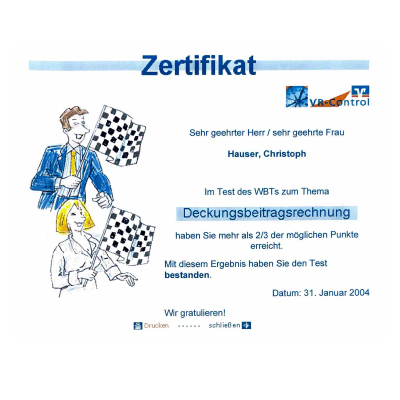 Zertifikat
VR-Control
Sehr geehrter Herr / sehr geehrte Frau
Hauser, Christoph
Im Test des WBTs zum Thema
Deckungsbeitragsrechnung
haben Sie mehr als 2/3 der möglichen Punkte
erreicht.
Mit diesem Ergebnis haben Sie den Test
bestanden.
Datum: 31. Januar 2004
Wir gratulieren!
Drucken ...... schließen